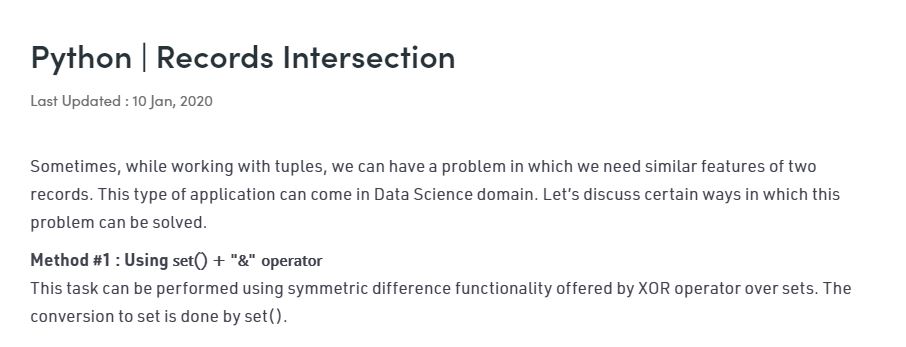 Python | Records Intersection
Last Updated : 10 Jan, 2020
Sometimes, while working with tuples, we can have a problem in which we need similar features of two
records. This type of application can come in Data Science domain. Let’s discuss certain ways in which this
problem can be solved.
Method #1 : Using set() + "&" operator
This task can be performed using symmetric difference functionality offered by XOR operator over sets. The
conversion to set is done by set().